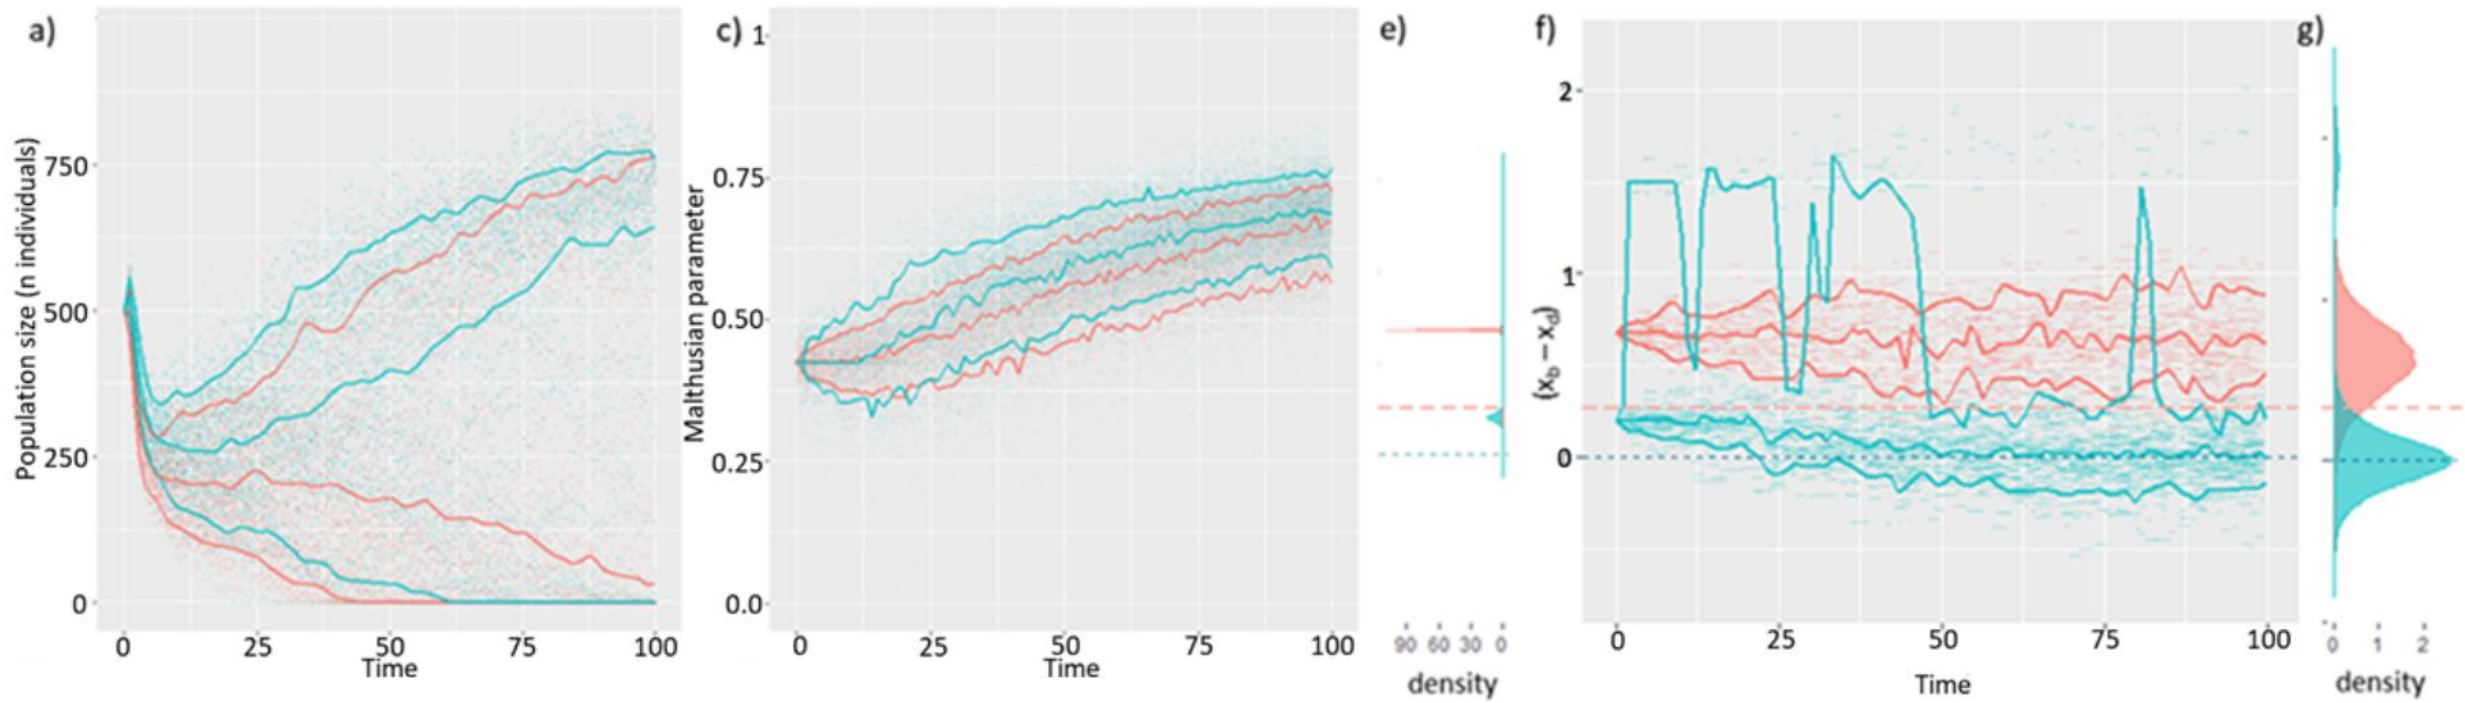 a)
Population size (n individuals)
750
500
250
0
0 25 50 75 100
Time
c)
Malthusian parameter
1
0.75
0.50
0.25
0.0
0 25 50 75 100
Time
e)
90 60 30 0
density
f)
(x_b – x_d)
2
1
0
0 25 50 75 100
Time
g)
0 1 2
density